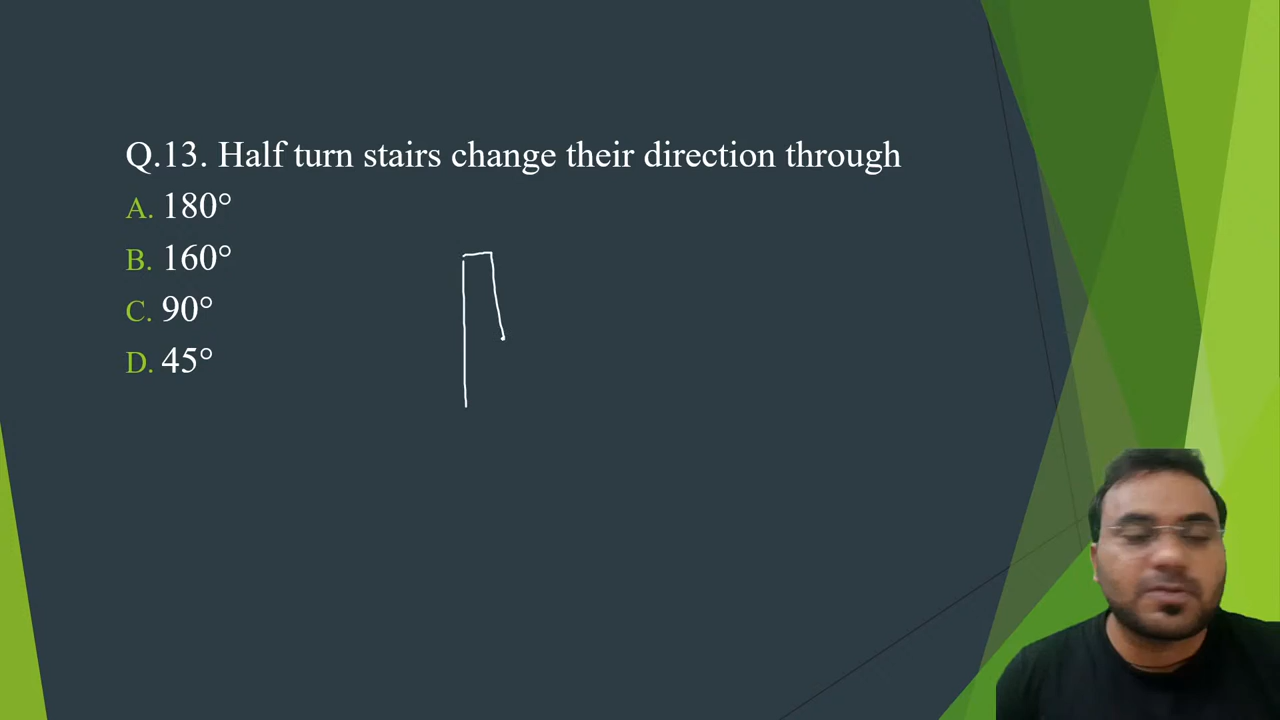 Q.13. Half turn stairs change their direction through
A. 180°
B. 160°
C. 90°
D. 45°